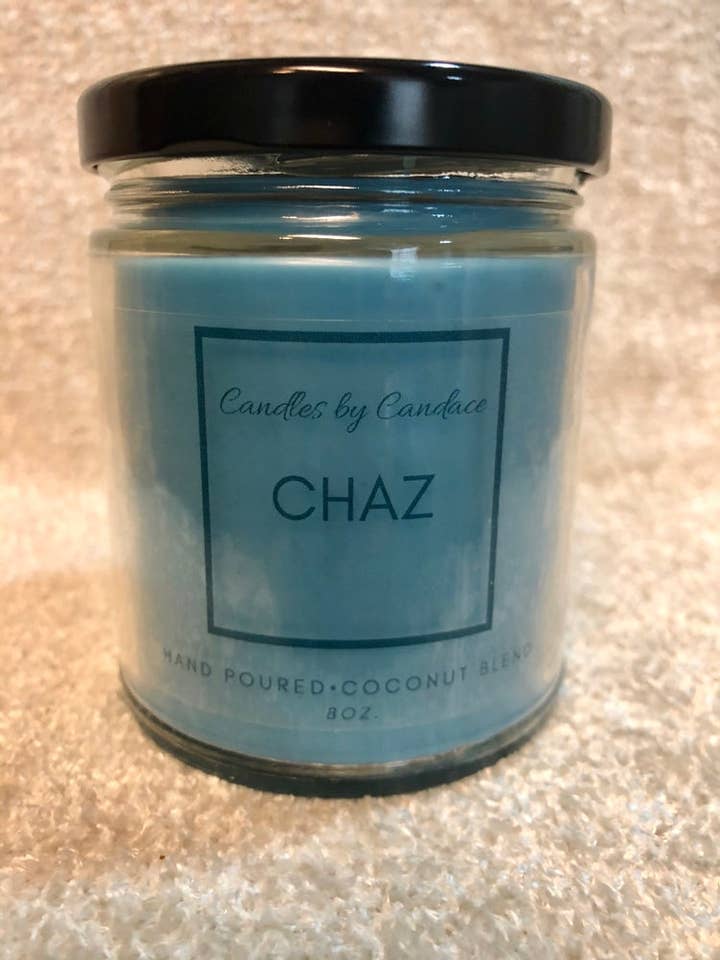 Candles by Candace
CHAZ
HAND POURED•COCONUT BLEND
8OZ.